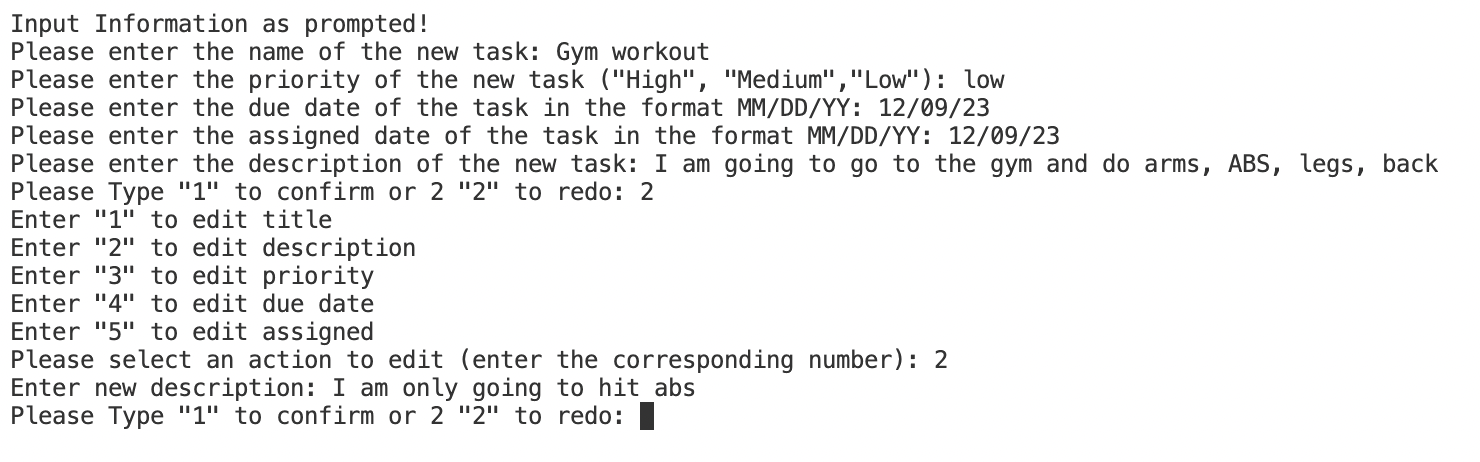 Input Information as prompted!
Please enter the name of the new task: Gym workout
Please enter the priority of the new task ("High", "Medium","Low"): low
Please enter the due date of the task in the format MM/DD/YY: 12/09/23
Please enter the assigned date of the task in the format MM/DD/YY: 12/09/23
Please enter the description of the new task: I am going to go to the gym and do arms, ABS, legs, back
Please Type "1" to confirm or 2 "2" to redo: 2
Enter "1" to edit title
Enter "2" to edit description
Enter "3" to edit priority
Enter "4" to edit due date
Enter "5" to edit assigned
Please select an action to edit (enter the corresponding number): 2
Enter new description: I am only going to hit abs
Please Type "1" to confirm or 2 "2" to redo: